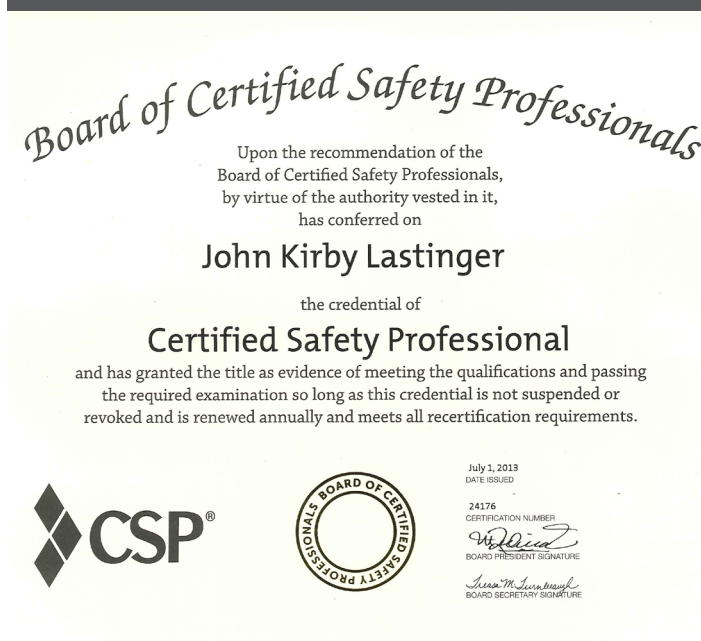 Board of Certified Safety Professionals
Upon the recommendation of the
Board of Certified Safety Professionals,
by virtue of the authority vested in it,
has conferred on
John Kirby Lastinger
the credential of
Certified Safety Professional
and has granted the title as evidence of meeting the qualifications and passing
the required examination so long as this credential is not suspended or
revoked and is renewed annually and meets all recertification requirements.
CSP®
BOARD OF CERTIFIED SAFETY PROFESSIONALS
July 1, 2013
DATE ISSUED
24176
CERTIFICATION NUMBER
BOARD PRESIDENT SIGNATURE
Treasa M. Turnbeaugh
BOARD SECRETARY SIGNATURE